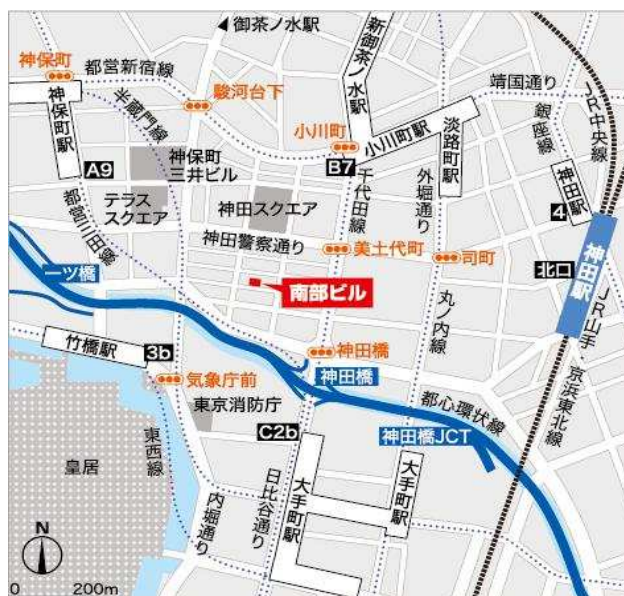 御茶ノ水駅
神保町
都営新宿線
新御茶ノ水駅
靖国通り
駿河台下
半蔵門線
神保町駅
小川町
小川町駅
淡路町駅
銀座線
JR中央線
A9
神保町
三井ビル
B7
千代田線
外堀通り
神田駅
テラス
スクエア
神田スクエア
4
都営三田線
神田警察通り
美土代町
司町
北口
神田駅
一ツ橋
南部ビル
丸ノ内線
JR山手
京浜東北線
竹橋駅
3b
神田橋
気象庁前
神田橋
都心環状線
東京消防庁
C2b
神田橋JCT
皇居
東西線
内堀通り
日比谷通り
大手町駅
大手町駅
N
0
200m